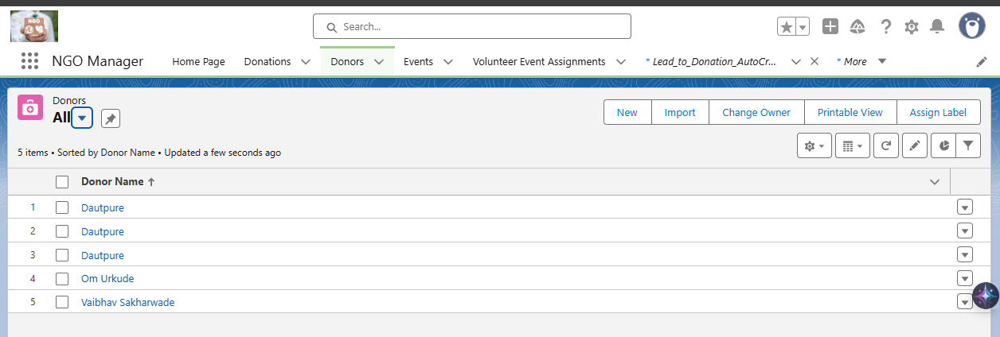 NGO
Search...
NGO Manager
Home Page
Donations
Donors
Events
Volunteer Event Assignments
* Lead_to_Donation_AutoCr...
* More
Donors
All
New
Import
Change Owner
Printable View
Assign Label
5 items • Sorted by Donor Name • Updated a few seconds ago
Donor Name
1 Dautpure
2 Dautpure
3 Dautpure
4 Om Urkude
5 Vaibhav Sakharwade